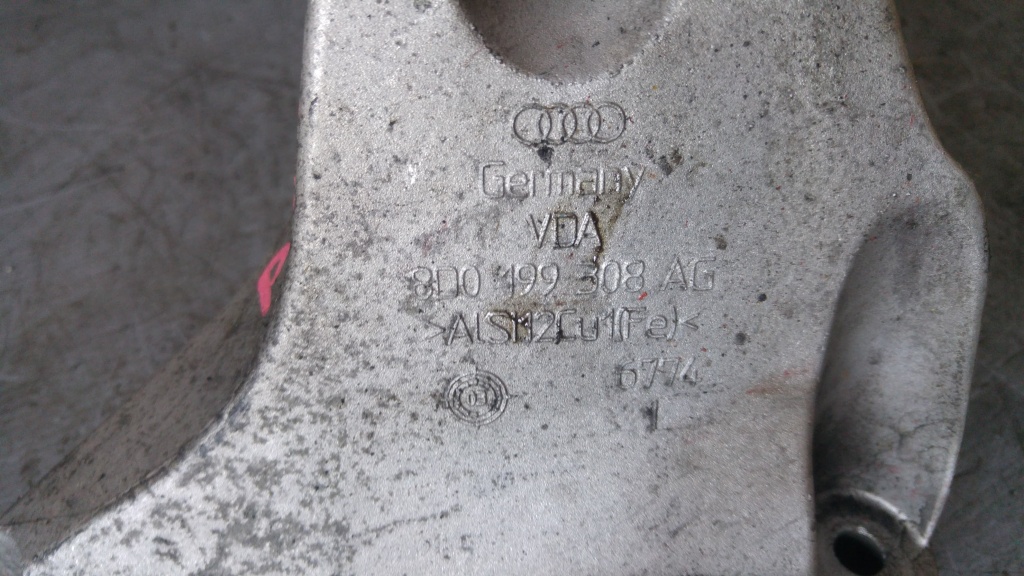 Germany
VDA
8D0 199 308 AG
>AlSi12Cu1(Fe)<
6774